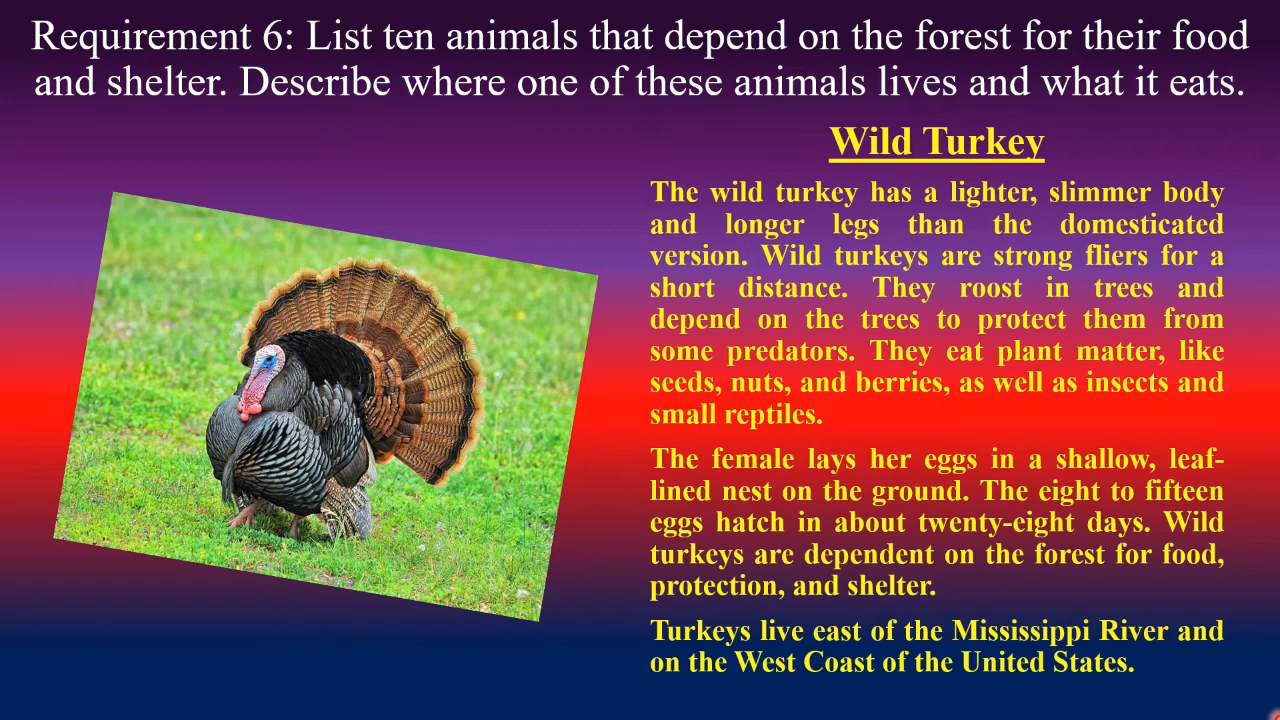 Requirement 6: List ten animals that depend on the forest for their food
and shelter. Describe where one of these animals lives and what it eats.
Wild Turkey
The wild turkey has a lighter, slimmer body
and longer legs than the domesticated
version. Wild turkeys are strong fliers for a
short distance. They roost in trees and
depend on the trees to protect them from
some predators. They eat plant matter, like
seeds, nuts, and berries, as well as insects and
small reptiles.
The female lays her eggs in a shallow, leaf-
lined nest on the ground. The eight to fifteen
eggs hatch in about twenty-eight days. Wild
turkeys are dependent on the forest for food,
protection, and shelter.
Turkeys live east of the Mississippi River and
on the West Coast of the United States.